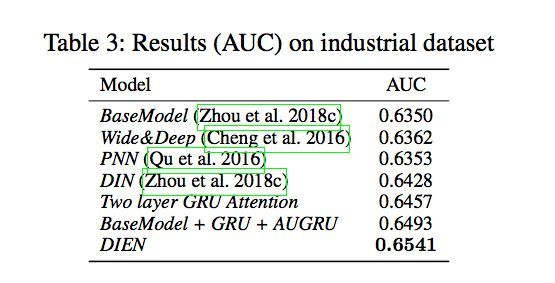 Table 3: Results (AUC) on industrial dataset
Model AUC
BaseModel (Zhou et al. 2018c) 0.6350
Wide&Deep (Cheng et al. 2016) 0.6362
PNN (Qu et al. 2016) 0.6353
DIN (Zhou et al. 2018c) 0.6428
Two layer GRU Attention 0.6457
BaseModel + GRU + AUGRU 0.6493
DIEN 0.6541